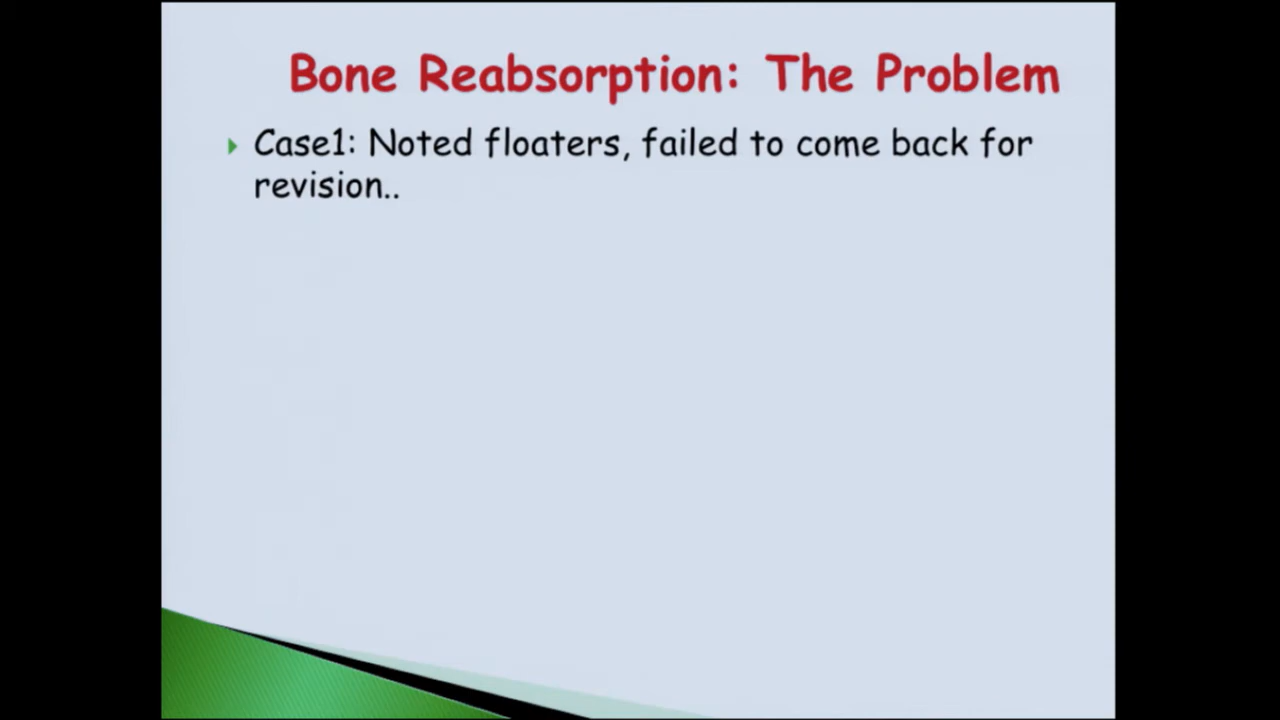 Bone Reabsorption: The Problem
Case1: Noted floaters, failed to come back for
revision..